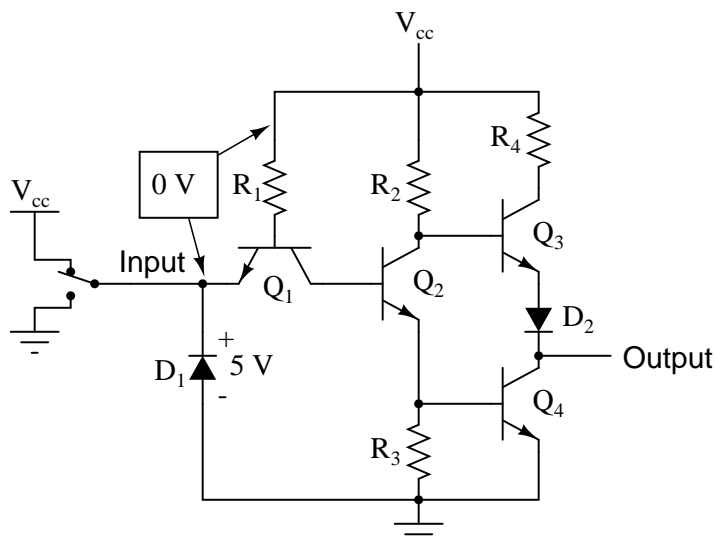 Vcc
R4
0 V
R1
R2
Vcc
Q3
Input
Q1
Q2
D2
+
D1
5 V
-
Output
Q4
R3